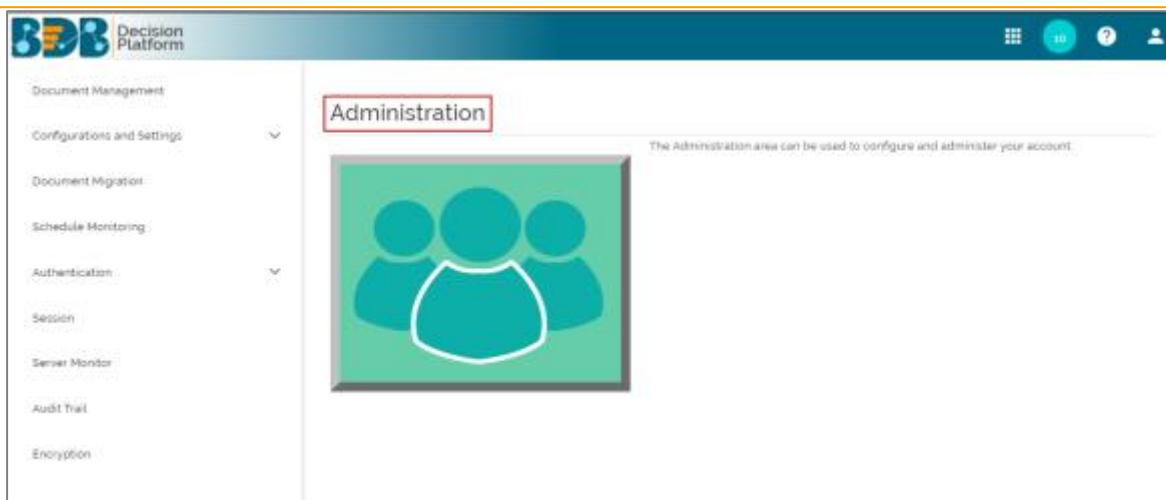 BDB Decision
Platform
10
?
Document Management
Configurations and Settings
Document Migration
Schedule Monitoring
Authentication
Session
Server Monitor
Audit Trail
Encryption
Administration
The Administration area can be used to configure and administer your account.